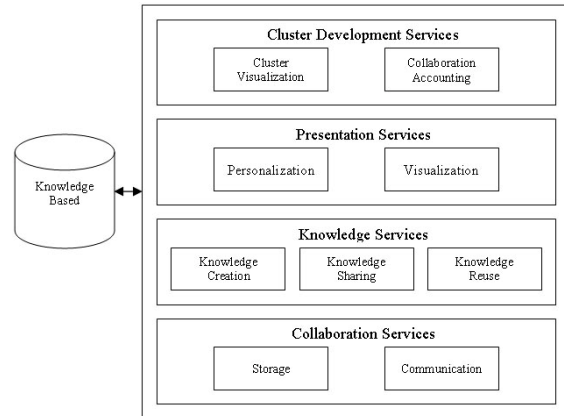 Cluster Development Services
Cluster
Visualization
Collaboration
Accounting
Presentation Services
Personalization
Visualization
Knowledge
Based
Knowledge Services
Knowledge
Creation
Knowledge
Sharing
Knowledge
Reuse
Collaboration Services
Storage
Communication